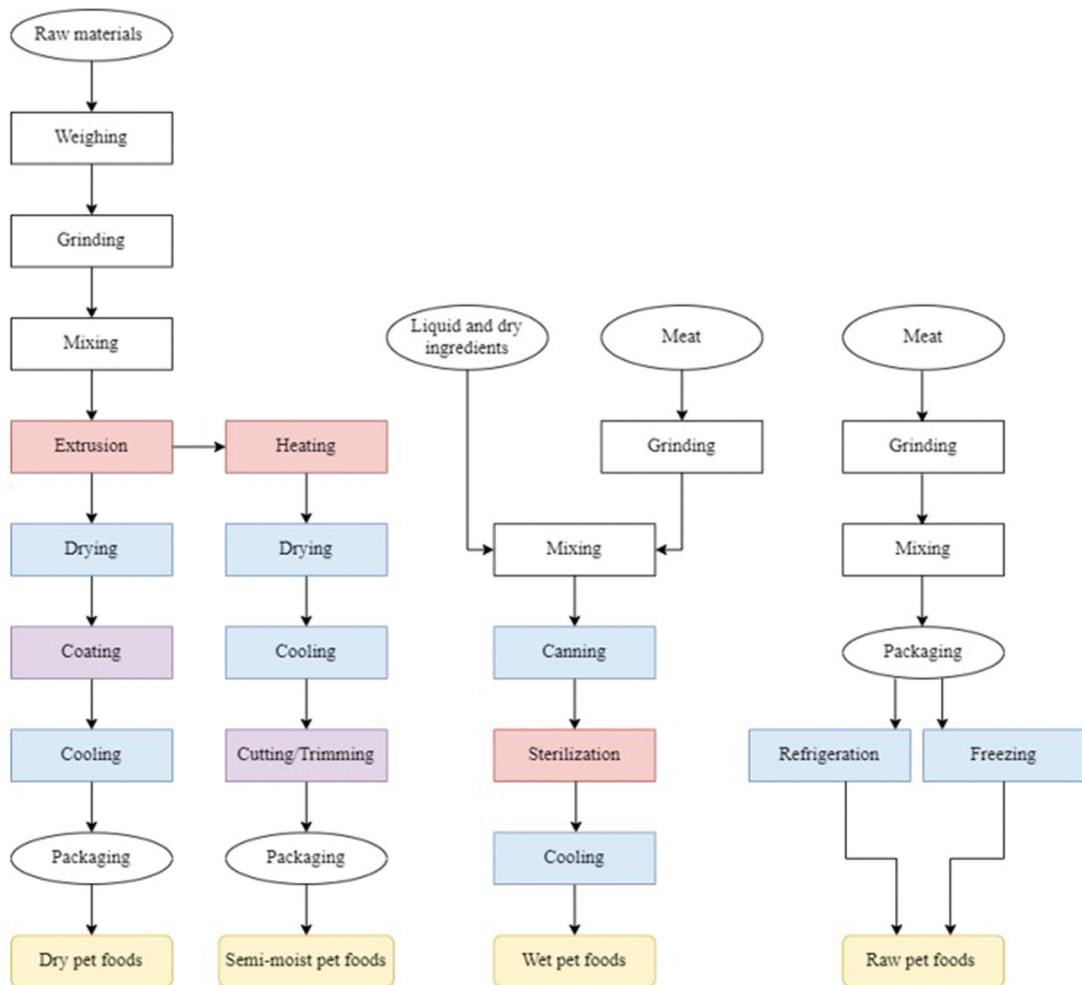 Raw materials
Weighing
Grinding
Mixing
Liquid and dry
ingredients
Meat
Meat
Extrusion
Heating
Grinding
Grinding
Drying
Drying
Mixing
Mixing
Coating
Cooling
Canning
Packaging
Cooling
Cutting/Trimming
Sterilization
Refrigeration
Freezing
Packaging
Packaging
Cooling
Dry pet foods
Semi-moist pet foods
Wet pet foods
Raw pet foods